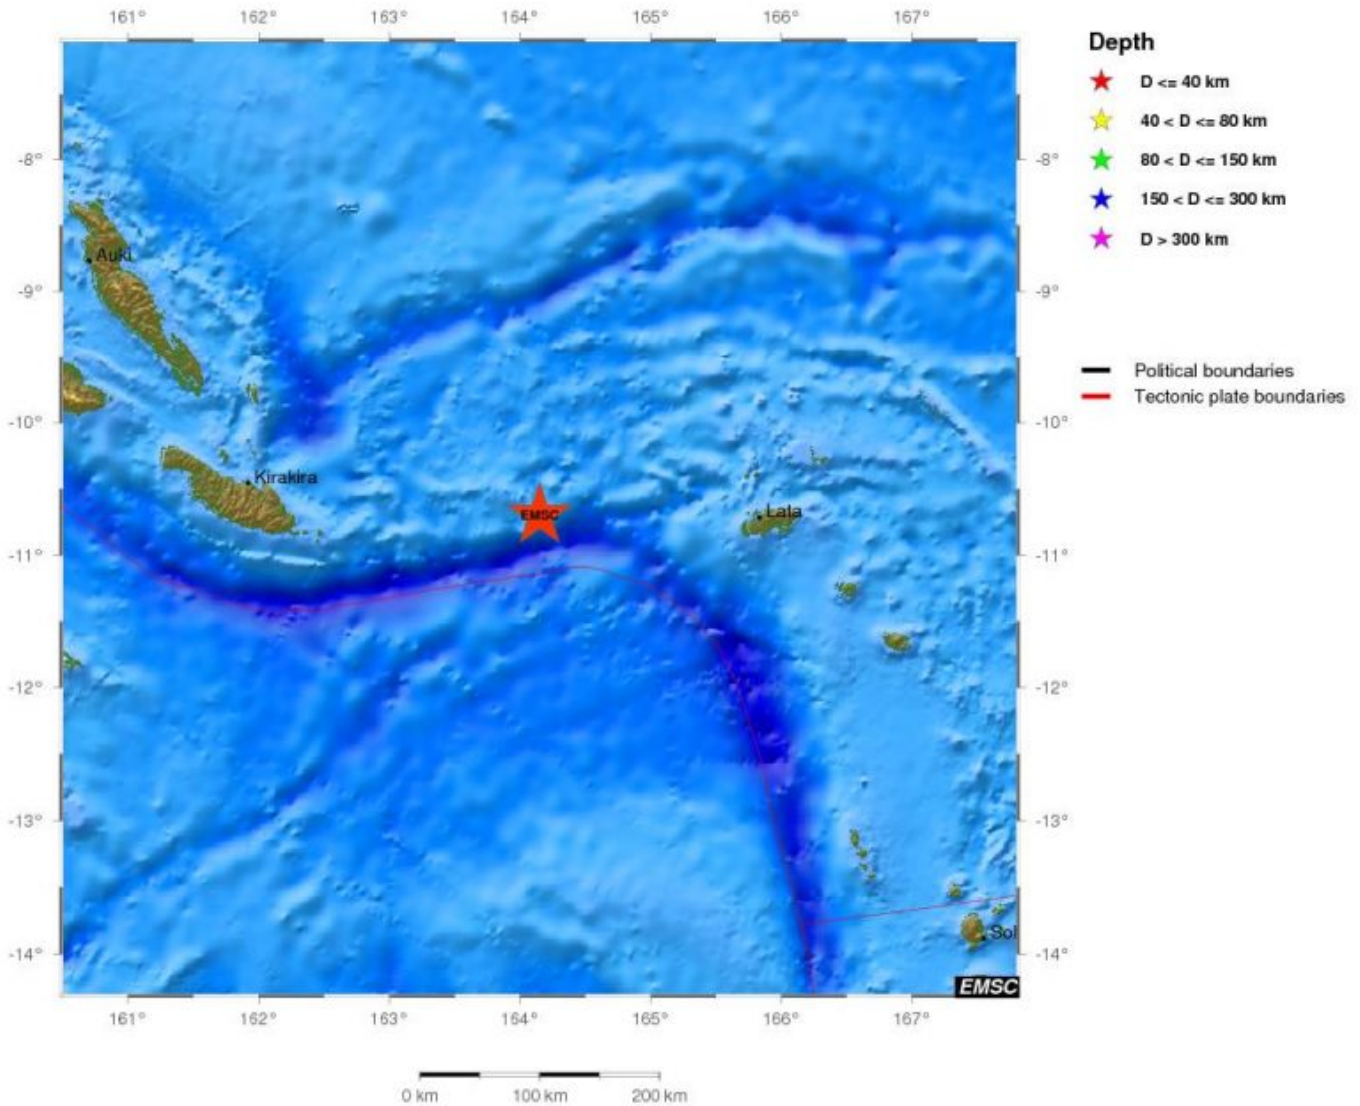 161° 162° 163° 164° 165° 166° 167°
Depth
D <= 40 km
40 < D <= 80 km
80 < D <= 150 km
150 < D <= 300 km
D > 300 km
Political boundaries
Tectonic plate boundaries
-8° -8°
Auki
-9° -9°
-10° -10°
Kirakira
EMSC
Lala
-11° -11°
-12° -12°
-13° -13°
Sol
-14° -14°
EMSC
161° 162° 163° 164° 165° 166° 167°
0 km 100 km 200 km